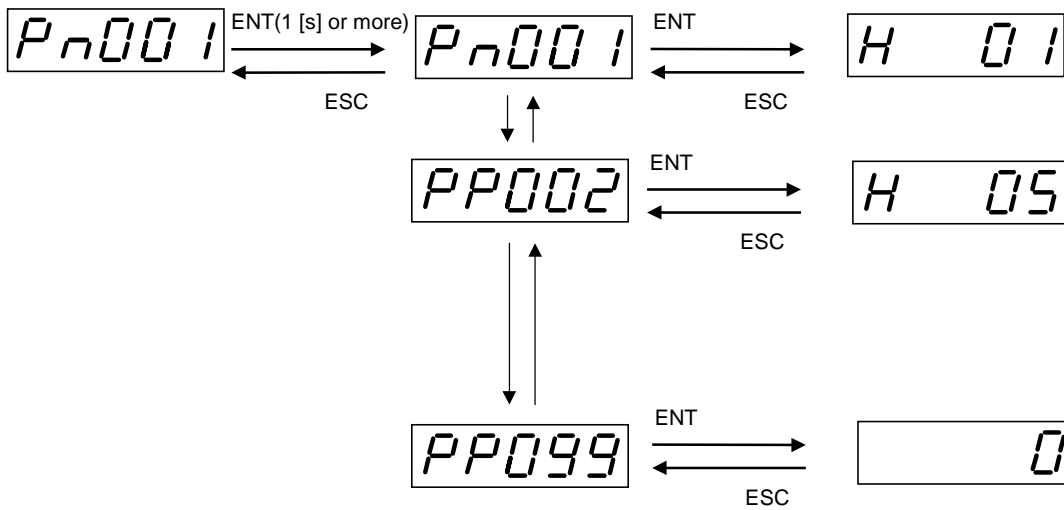 Pn001 ENT(1 [s] or more) Pn001 ENT H 01
ESC ESC
PP002 ENT H 05
ESC
PP099 ENT 0
ESC